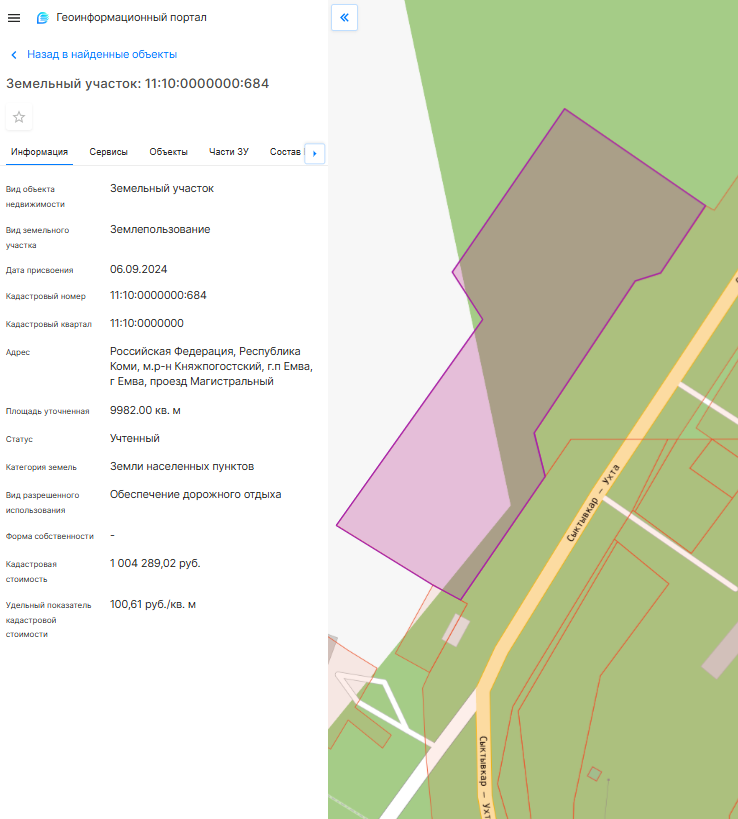 Геоинформационный портал
Назад в найденные объекты
Земельный участок: 11:10:0000000:684
Информация Сервисы Объекты Части ЗУ Состав
Вид объекта
недвижимости
Земельный участок
Вид земельного
участка
Землепользование
Дата присвоения
06.09.2024
Кадастровый номер
11:10:0000000:684
Кадастровый квартал
11:10:0000000
Адрес
Российская Федерация, Республика
Коми, м.р-н Княжпогостский, г.п Емва,
г Емва, проезд Магистральный
Площадь уточненная
9982.00 кв. м
Статус
Учтенный
Категория земель
Земли населенных пунктов
Вид разрешенного
использования
Обеспечение дорожного отдыха
Форма собственности
-
Кадастровая
стоимость
1 004 289,02 руб.
Удельный показатель
кадастровой
стоимости
100,61 руб./кв. м
Сыктывкар – Ухта
Сыктывкар – Ухт